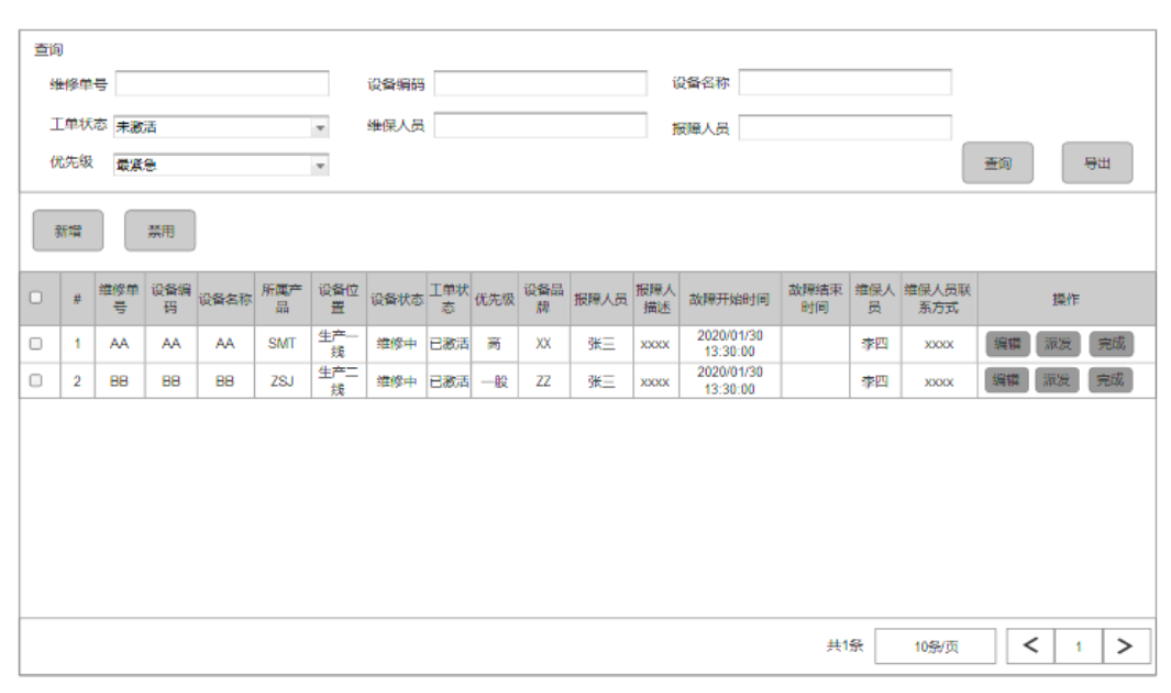 查询
维修单号 设备编码 设备名称
工单状态 未激活 维保人员 报障人员
优先级 最紧急
查询 导出
新增 禁用
# 维修单号 设备编码 设备名称 所属产品 设备位置 设备状态 工单状态 优先级 设备品牌 报障人员 报障人描述 故障开始时间 故障结束时间 维保人员 维保人员联系方式 操作
1 AA AA AA SMT 生产一线 维修中 已激活 高 XX 张三 xxxx 2020/01/30 13:30:00 李四 xxxx 编辑 派发 完成
2 BB BB BB ZSJ 生产二线 维修中 已激活 一般 ZZ 张三 xxxx 2020/01/30 13:30:00 李四 xxxx 编辑 派发 完成
共1条 10条/页 < 1 >